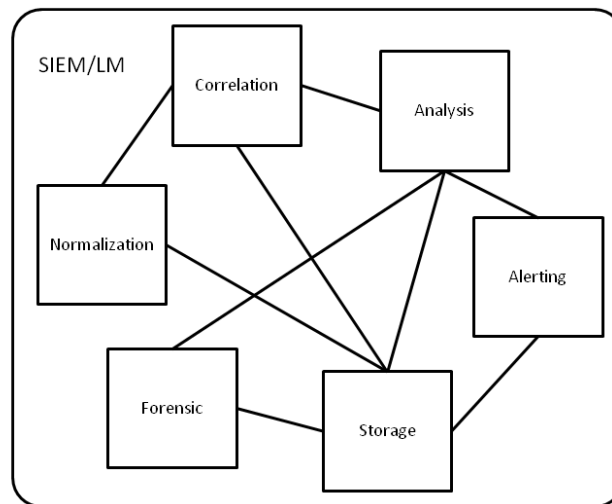 SIEM/LM
Correlation
Analysis
Normalization
Alerting
Forensic
Storage